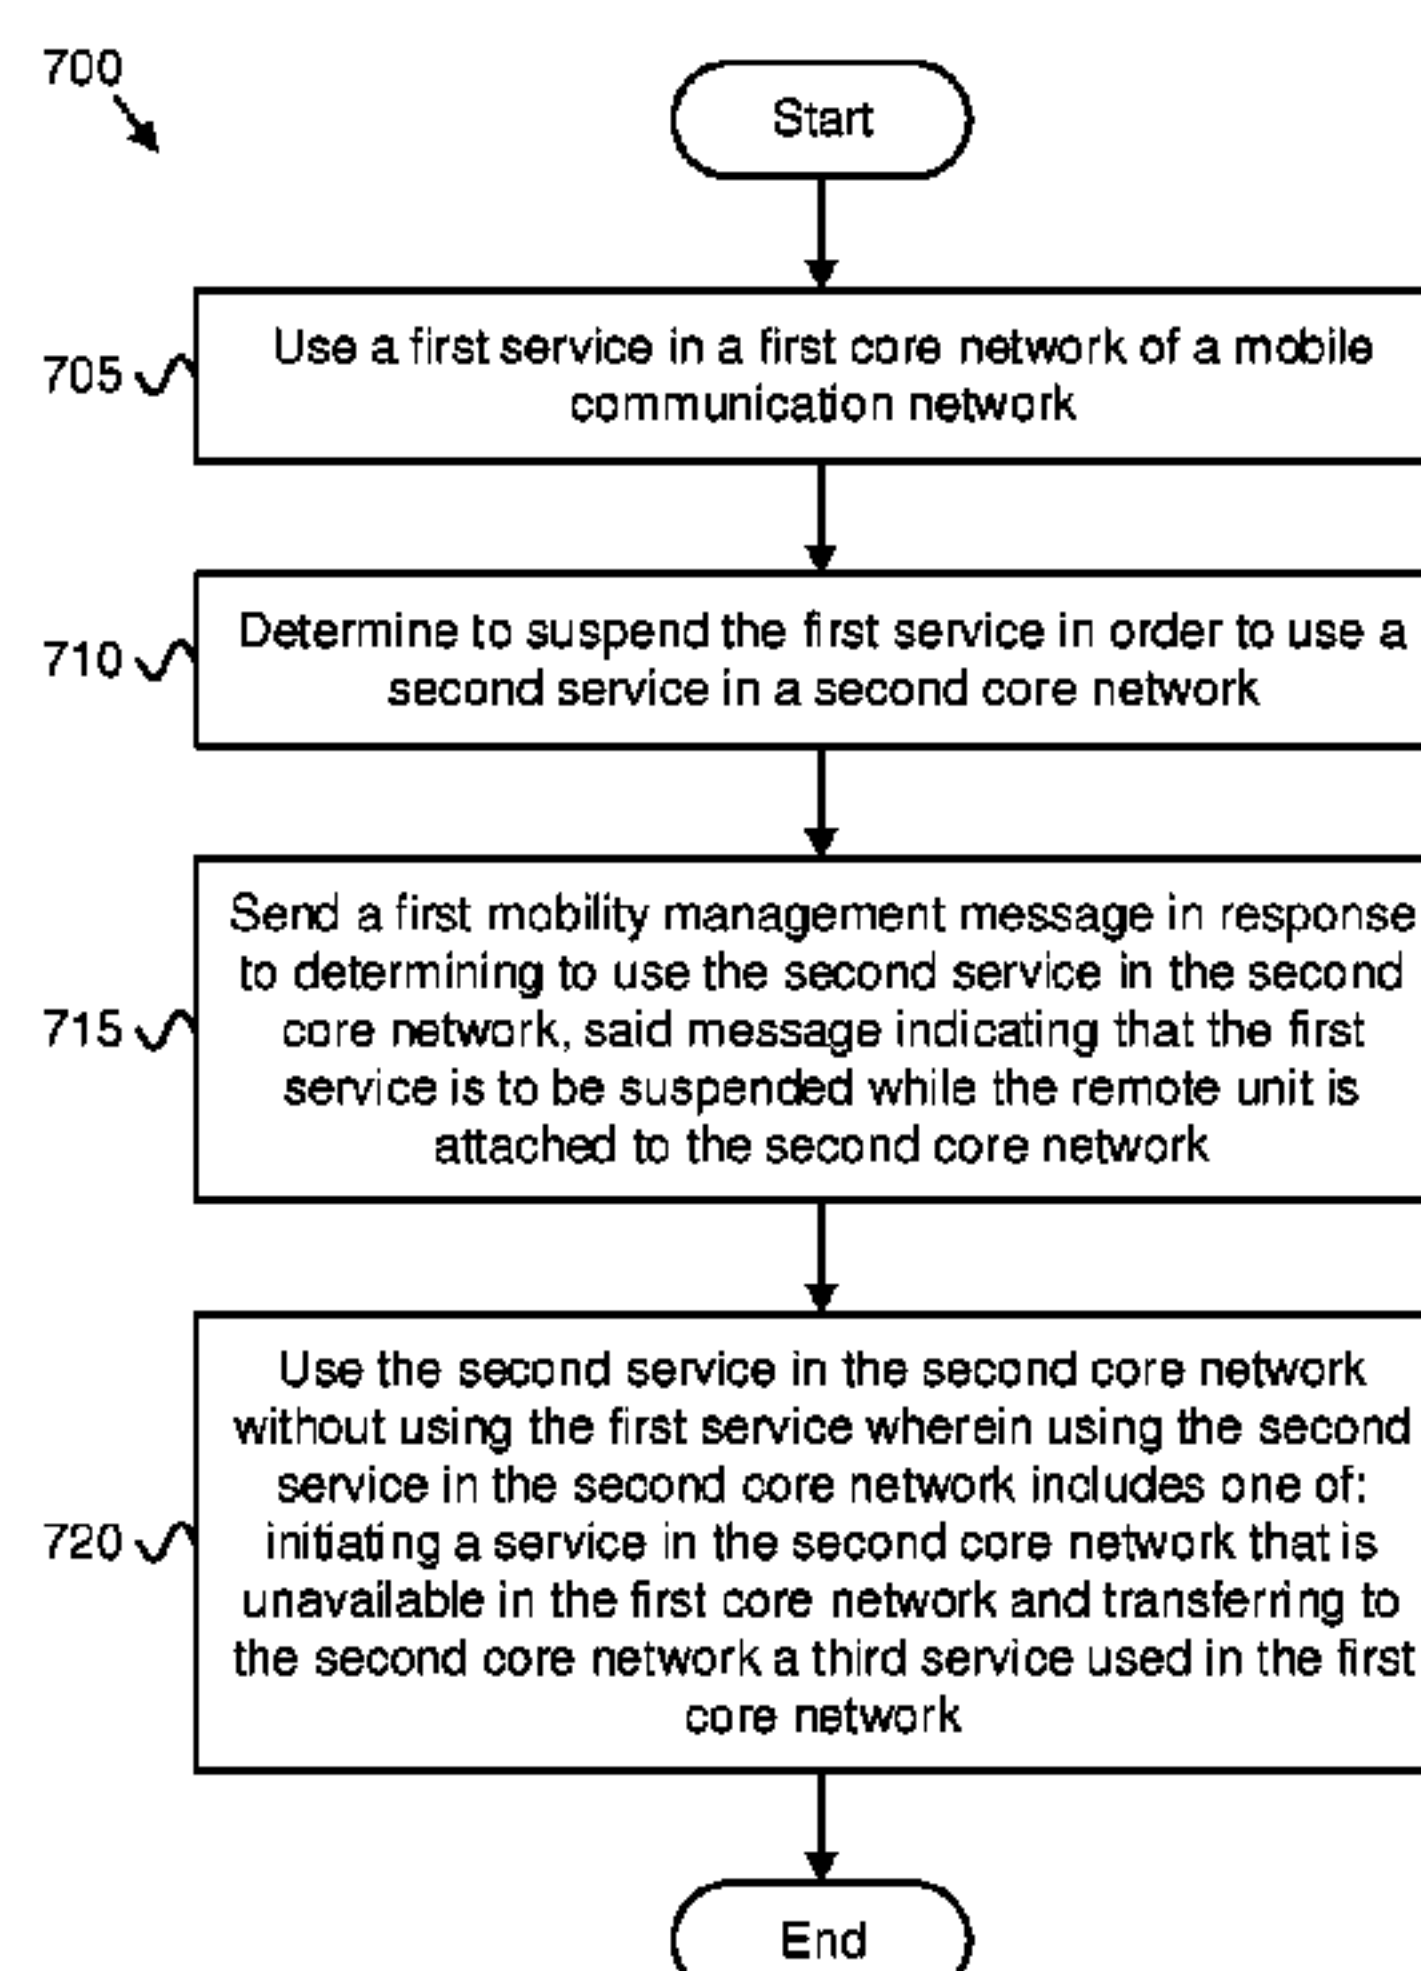 700
Start
705
Use a first service in a first core network of a mobile
communication network
710
Determine to suspend the first service in order to use a
second service in a second core network
715
Send a first mobility management message in response
to determining to use the second service in the second
core network, said message indicating that the first
service is to be suspended while the remote unit is
attached to the second core network
720
Use the second service in the second core network
without using the first service wherein using the second
service in the second core network includes one of:
initiating a service in the second core network that is
unavailable in the first core network and transferring to
the second core network a third service used in the first
core network
End